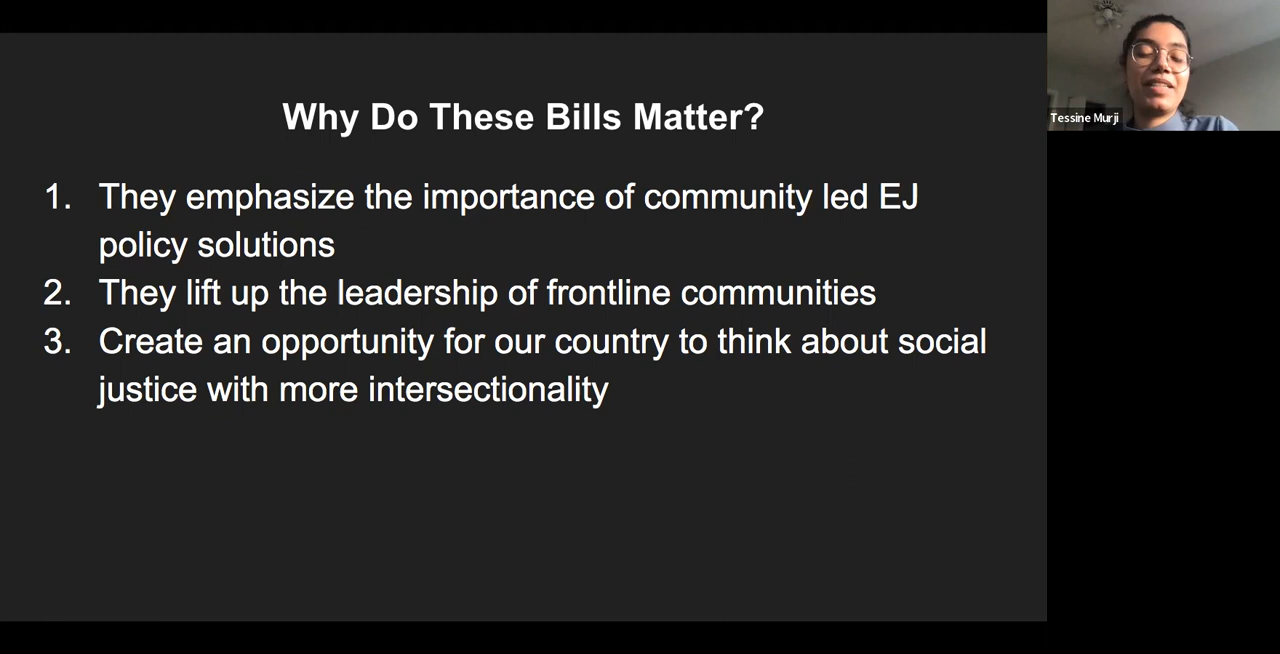 Why Do These Bills Matter?
1. They emphasize the importance of community led EJ
policy solutions
2. They lift up the leadership of frontline communities
3. Create an opportunity for our country to think about social
justice with more intersectionality
Tessine Murji